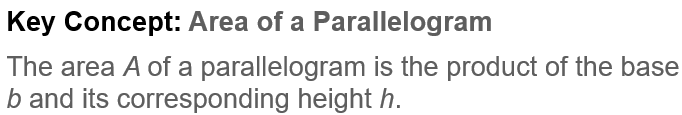 Key Concept: Area of a Parallelogram
The area A of a parallelogram is the product of the base
b and its corresponding height h.